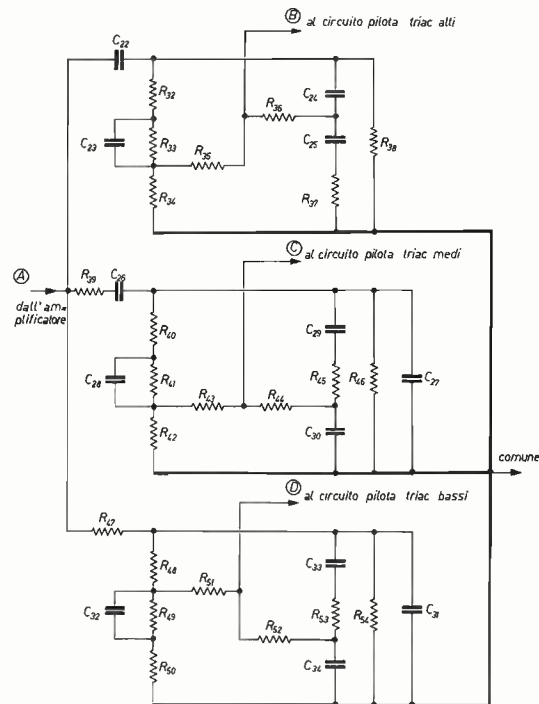 B al circuito pilota triac alti
C22
R32
C24
R36
C23
R33
C25
R38
R35
R34
R37
A
dall' am=
plificatore
R39
C26
C al circuito pilota triac medi
R40
C29
C28
R41
R45
R46
C27
R43
R44
R42
C30
comune
D al circuito pilota triac bassi
R47
R48
R51
C33
C32
R49
R53
R54
C31
R52
R50
C34